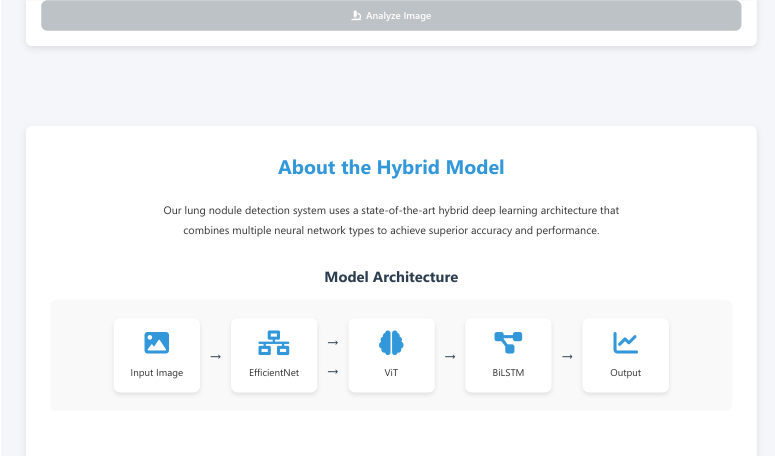 Analyze Image
About the Hybrid Model
Our lung nodule detection system uses a state-of-the-art hybrid deep learning architecture that
combines multiple neural network types to achieve superior accuracy and performance.
Model Architecture
Input Image → EfficientNet → → ViT → BiLSTM → Output